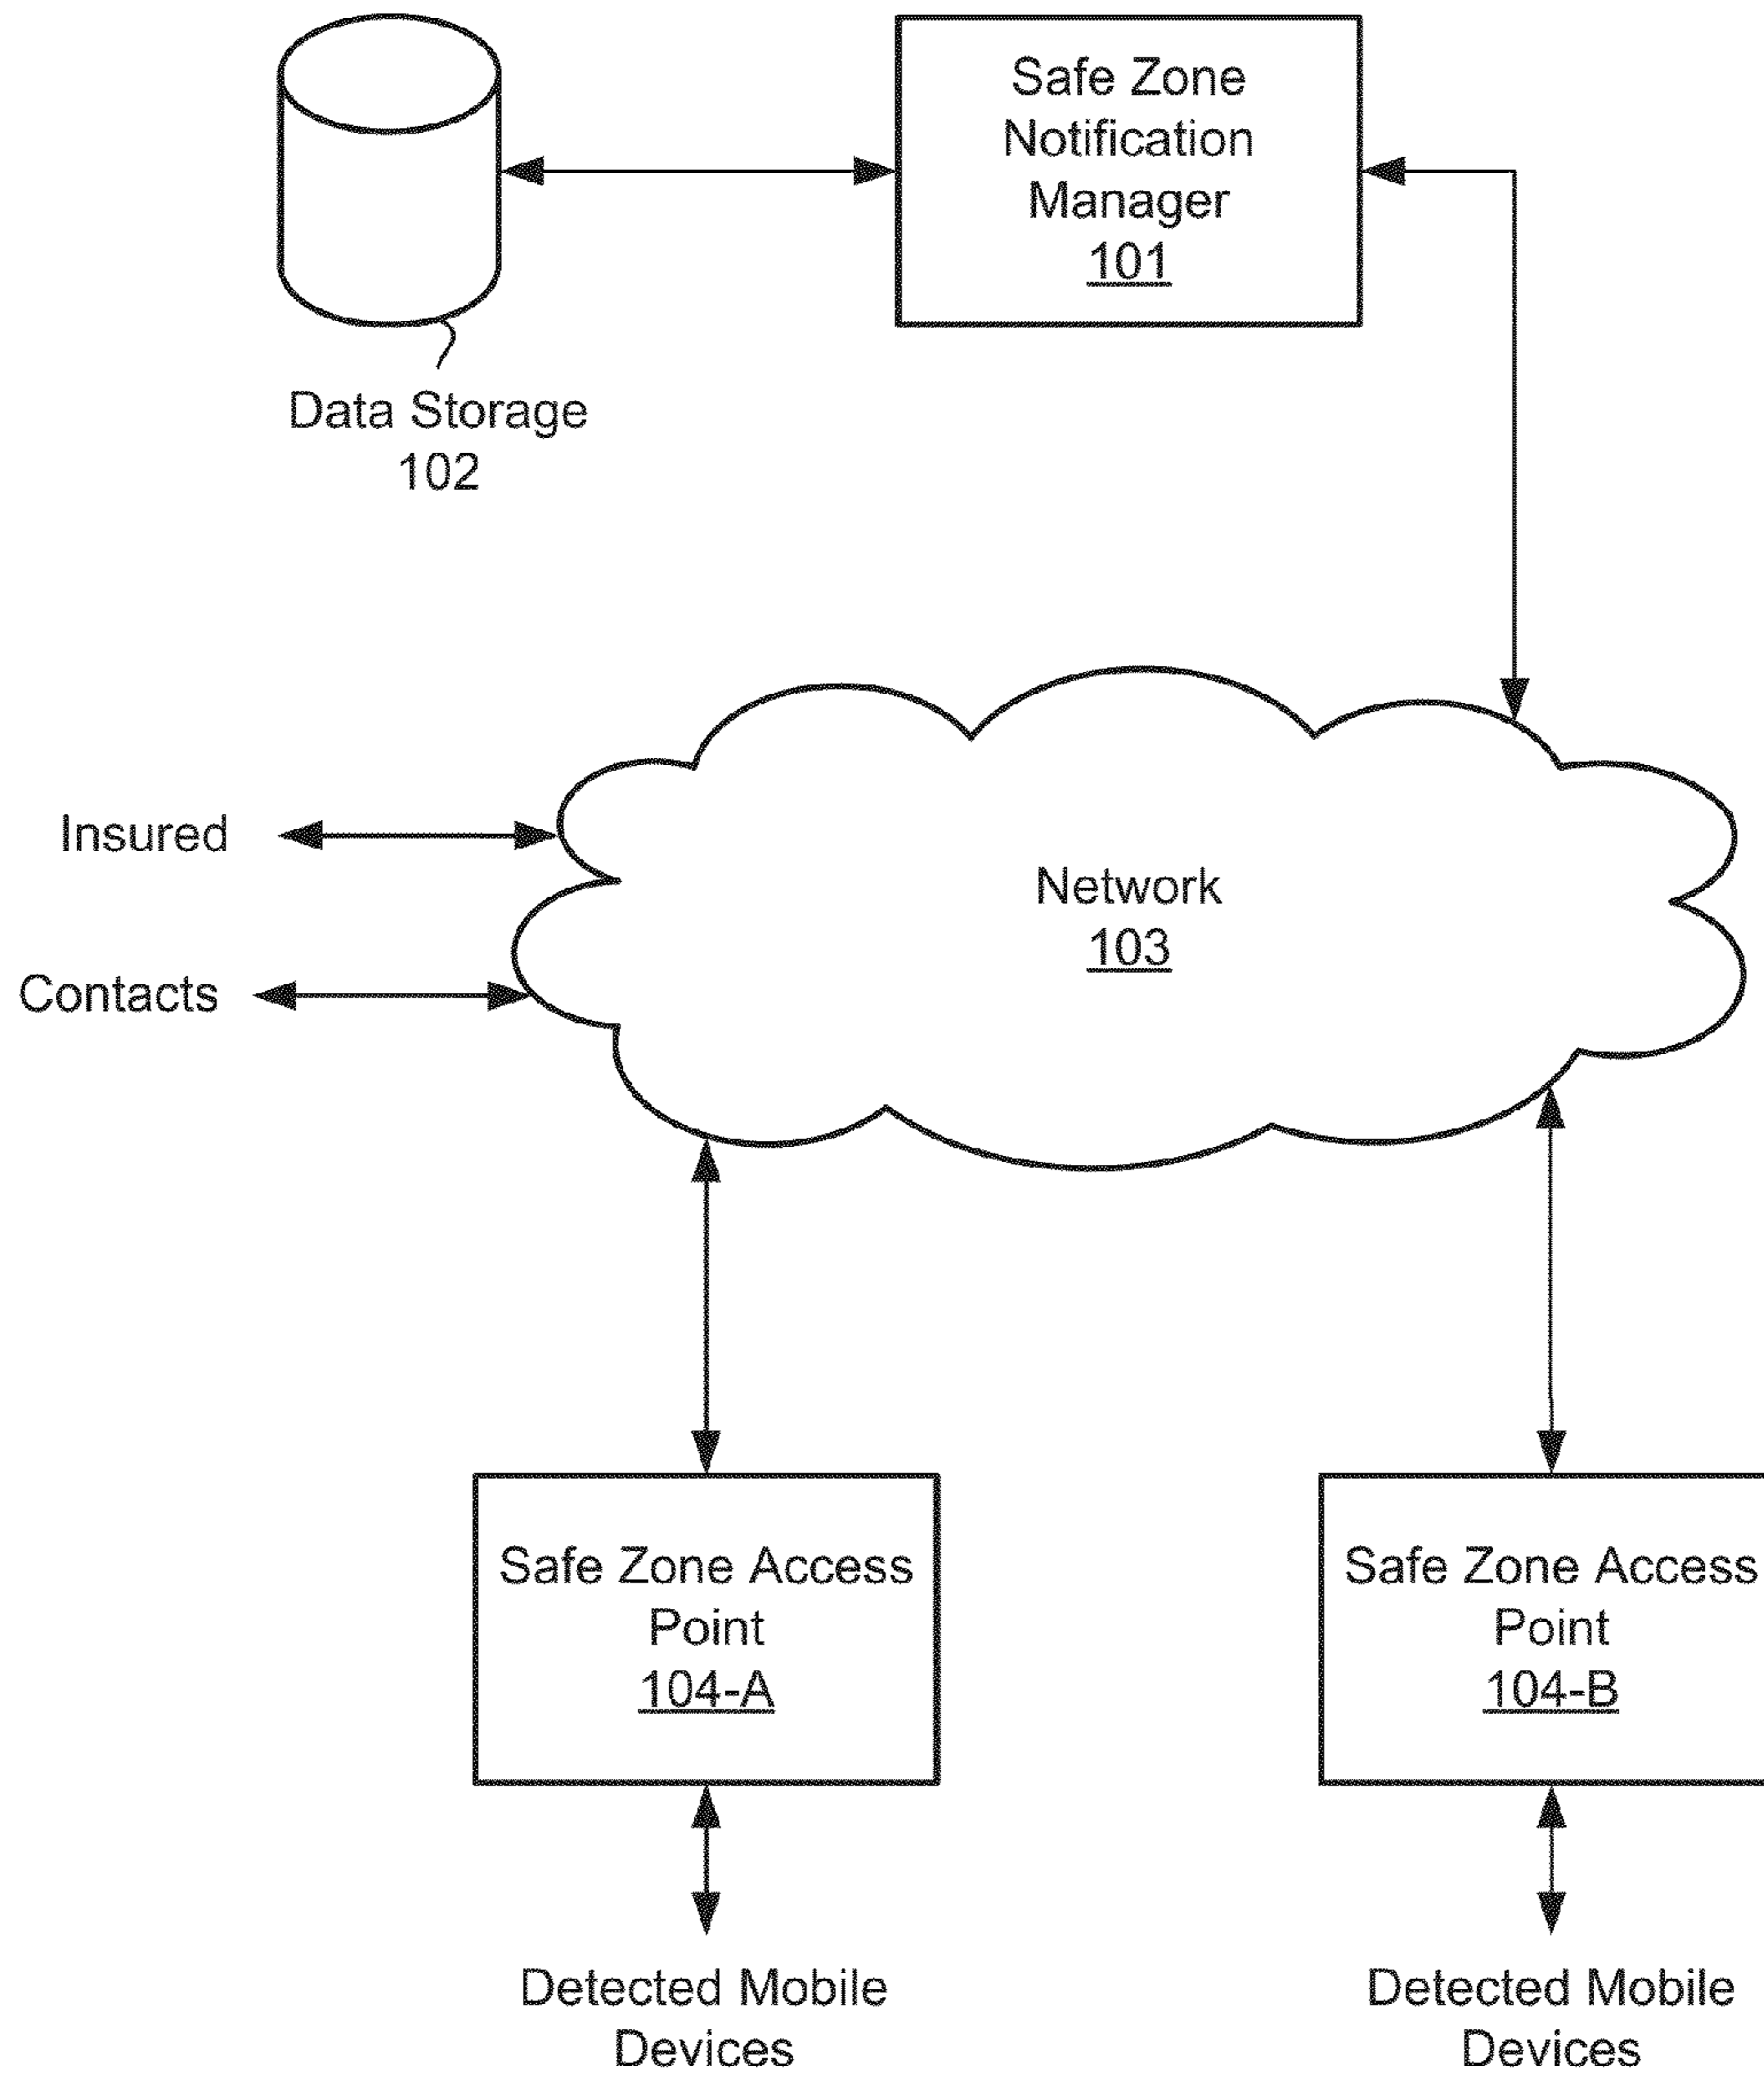 Safe Zone
Notification
Manager
101
Data Storage
102
Insured
Network
103
Contacts
Safe Zone Access
Point
104-A
Safe Zone Access
Point
104-B
Detected Mobile
Devices
Detected Mobile
Devices